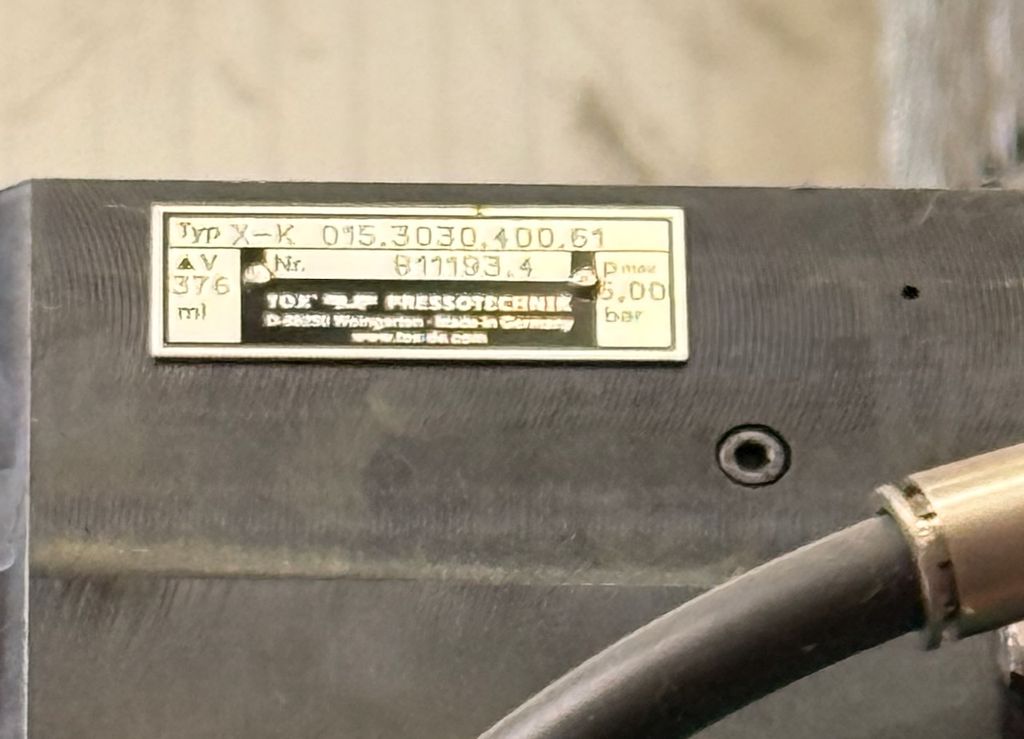 Typ X-K 015.3030.400.61
▲ V Nr. 811193.4 p max
376 6.00
ml bar
TOX PRESSOTECHNIK
Weingarten · Made in Germany